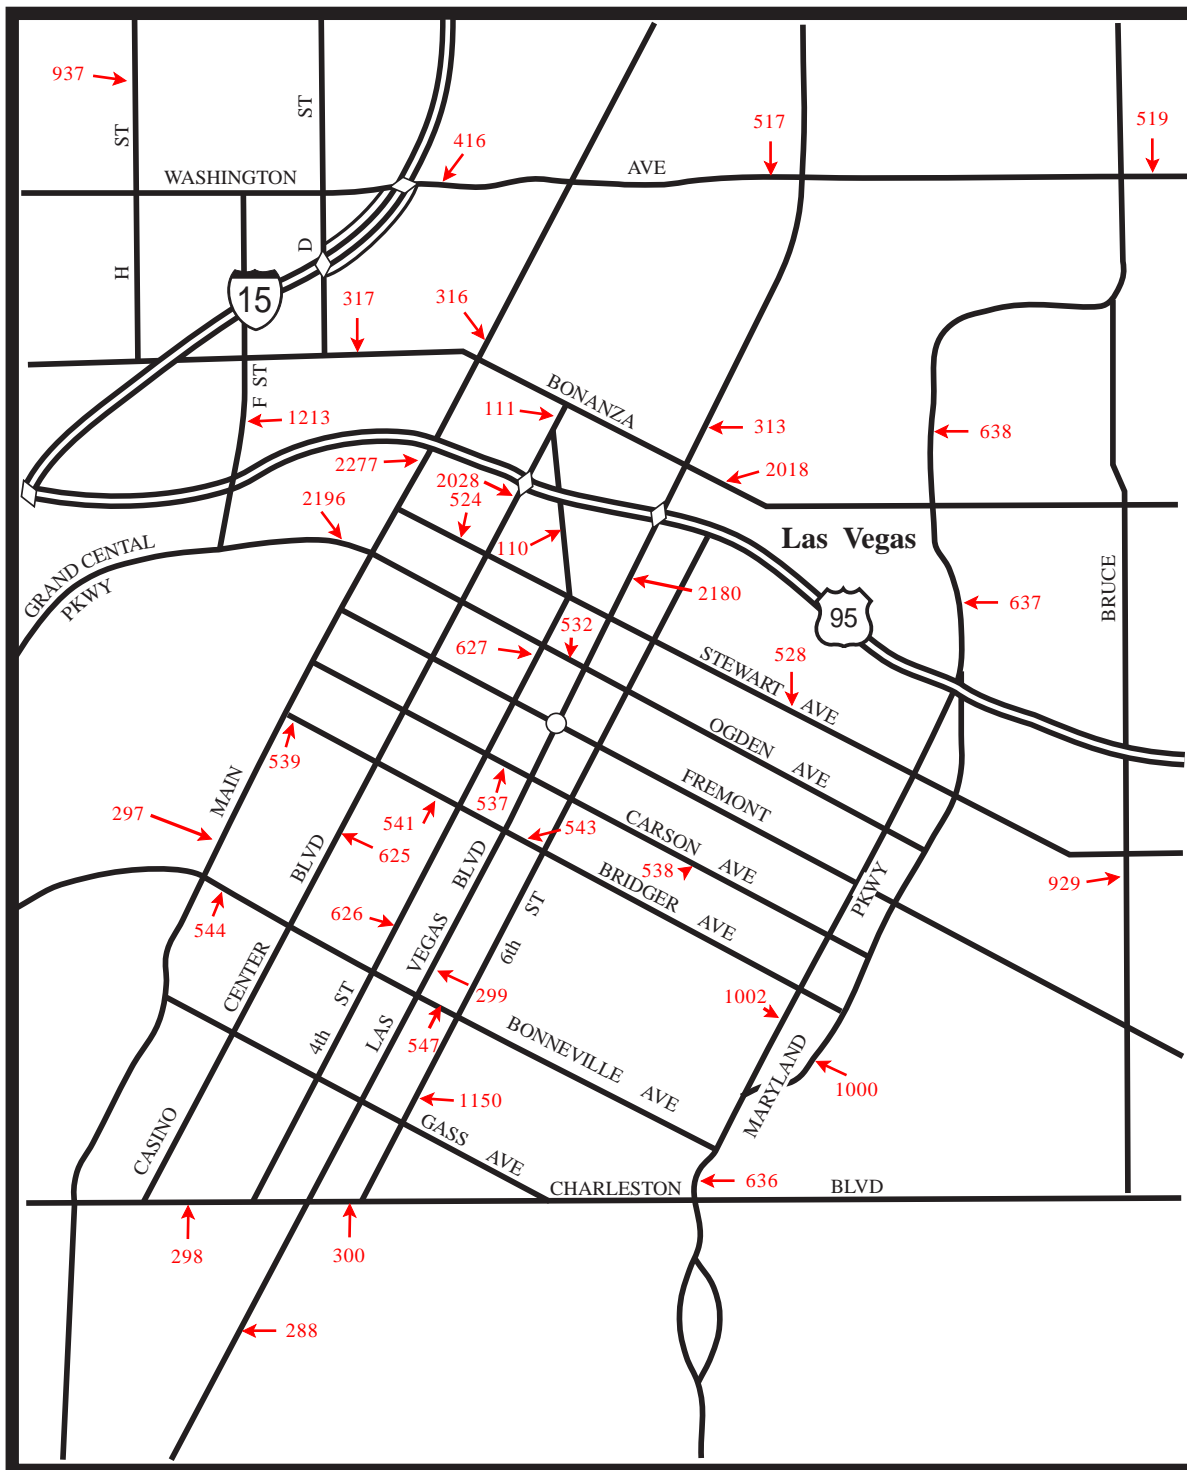 937
ST
ST
416
517
519
WASHINGTON
AVE
H
D
15
317
316
F ST
BONANZA
111
1213
313
638
2277
2018
2028
524
2196
110
Las Vegas
GRAND CENTAL
PKWY
2180
BRUCE
637
95
532
627
STEWART AVE
528
OGDEN AVE
539
MAIN
537
FREMONT
297
541
543
CARSON AVE
625
BLVD
BLVD
538
BRIDGER AVE
PKWY
929
544
626
6th ST
VEGAS
CENTER
299
1002
4th ST
LAS
547
BONNEVILLE AVE
MARYLAND
1000
1150
CASINO
GASS AVE
636
CHARLESTON BLVD
298
300
288